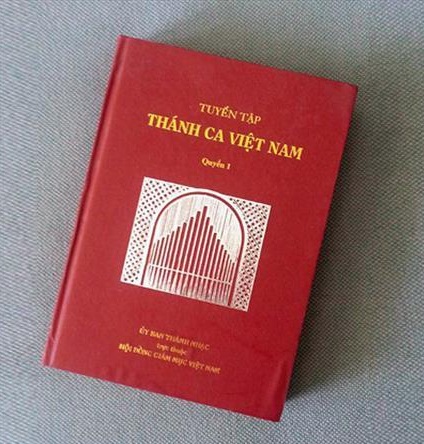 TUYỂN TẬP
THÁNH CA VIỆT NAM
Quyển 1
ỦY BAN THÁNH NHẠC
trực thuộc
HỘI ĐỒNG GIÁM MỤC VIỆT NAM